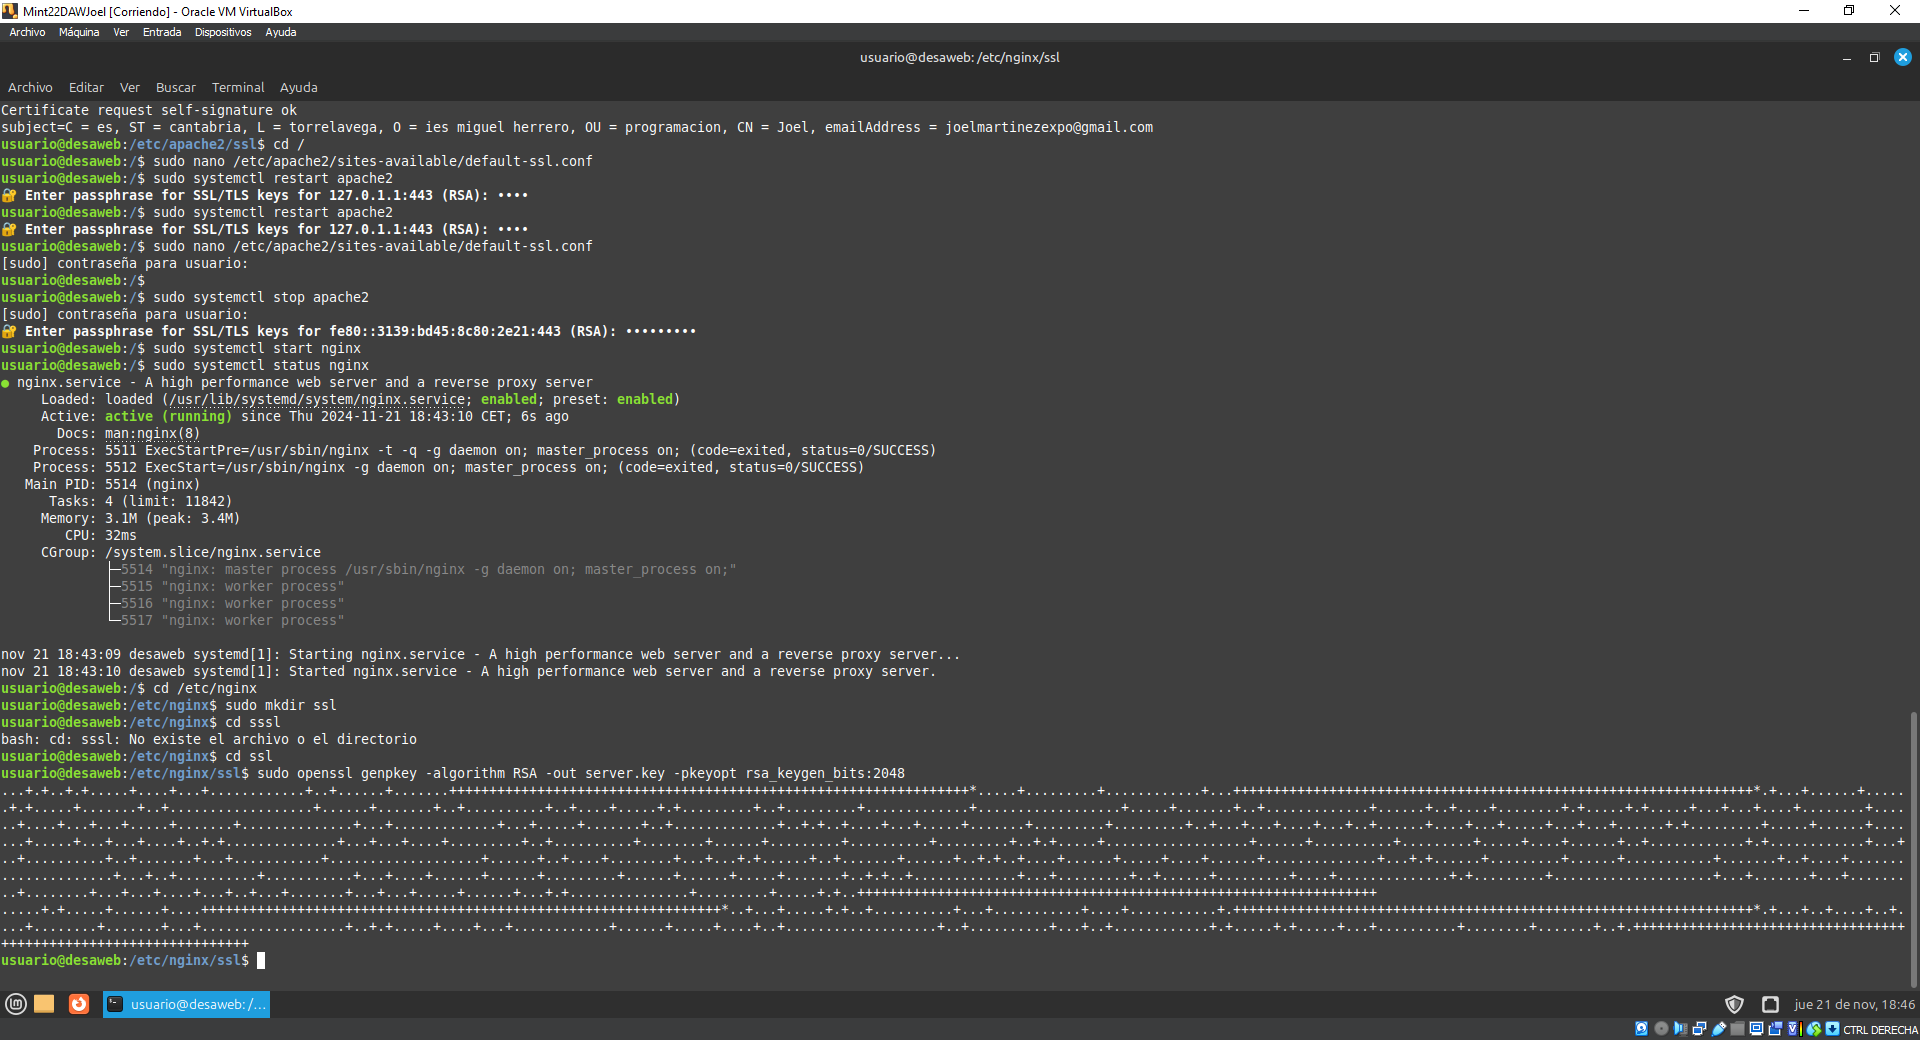 Mint22DAWJoel [Corriendo] - Oracle VM VirtualBox
Archivo Máquina Ver Entrada Dispositivos Ayuda
usuario@desaweb: /etc/nginx/ssl
Archivo Editar Ver Buscar Terminal Ayuda
Certificate request self-signature ok
subject=C = es, ST = cantabria, L = torrelavega, O = ies miguel herrero, OU = programacion, CN = Joel, emailAddress = joelmartinezexpo@gmail.com
usuario@desaweb:/etc/apache2/ssl$ cd /
usuario@desaweb:/$ sudo nano /etc/apache2/sites-available/default-ssl.conf
usuario@desaweb:/$ sudo systemctl restart apache2
🔐 Enter passphrase for SSL/TLS keys for 127.0.1.1:443 (RSA): ••••
usuario@desaweb:/$ sudo systemctl restart apache2
🔐 Enter passphrase for SSL/TLS keys for 127.0.1.1:443 (RSA): ••••
usuario@desaweb:/$ sudo nano /etc/apache2/sites-available/default-ssl.conf
[sudo] contraseña para usuario:
usuario@desaweb:/$
usuario@desaweb:/$ sudo systemctl stop apache2
[sudo] contraseña para usuario:
🔐 Enter passphrase for SSL/TLS keys for fe80::3139:bd45:8c80:2e21:443 (RSA): •••••••••
usuario@desaweb:/$ sudo systemctl start nginx
usuario@desaweb:/$ sudo systemctl status nginx
● nginx.service - A high performance web server and a reverse proxy server
Loaded: loaded (/usr/lib/systemd/system/nginx.service; enabled; preset: enabled)
Active: active (running) since Thu 2024-11-21 18:43:10 CET; 6s ago
Docs: man:nginx(8)
Process: 5511 ExecStartPre=/usr/sbin/nginx -t -q -g daemon on; master_process on; (code=exited, status=0/SUCCESS)
Process: 5512 ExecStart=/usr/sbin/nginx -g daemon on; master_process on; (code=exited, status=0/SUCCESS)
Main PID: 5514 (nginx)
Tasks: 4 (limit: 11842)
Memory: 3.1M (peak: 3.4M)
CPU: 32ms
CGroup: /system.slice/nginx.service
├─5514 "nginx: master process /usr/sbin/nginx -g daemon on; master_process on;"
├─5515 "nginx: worker process"
├─5516 "nginx: worker process"
└─5517 "nginx: worker process"
nov 21 18:43:09 desaweb systemd[1]: Starting nginx.service - A high performance web server and a reverse proxy server...
nov 21 18:43:10 desaweb systemd[1]: Started nginx.service - A high performance web server and a reverse proxy server.
usuario@desaweb:/$ cd /etc/nginx
usuario@desaweb:/etc/nginx$ sudo mkdir ssl
usuario@desaweb:/etc/nginx$ cd sssl
bash: cd: sssl: No existe el archivo o el directorio
usuario@desaweb:/etc/nginx$ cd ssl
usuario@desaweb:/etc/nginx/ssl$ sudo openssl genpkey -algorithm RSA -out server.key -pkeyopt rsa_keygen_bits:2048
usuario@desaweb:/etc/nginx/ssl$
usuario@desaweb: /...
jue 21 de nov, 18:46
CTRL DERECHA